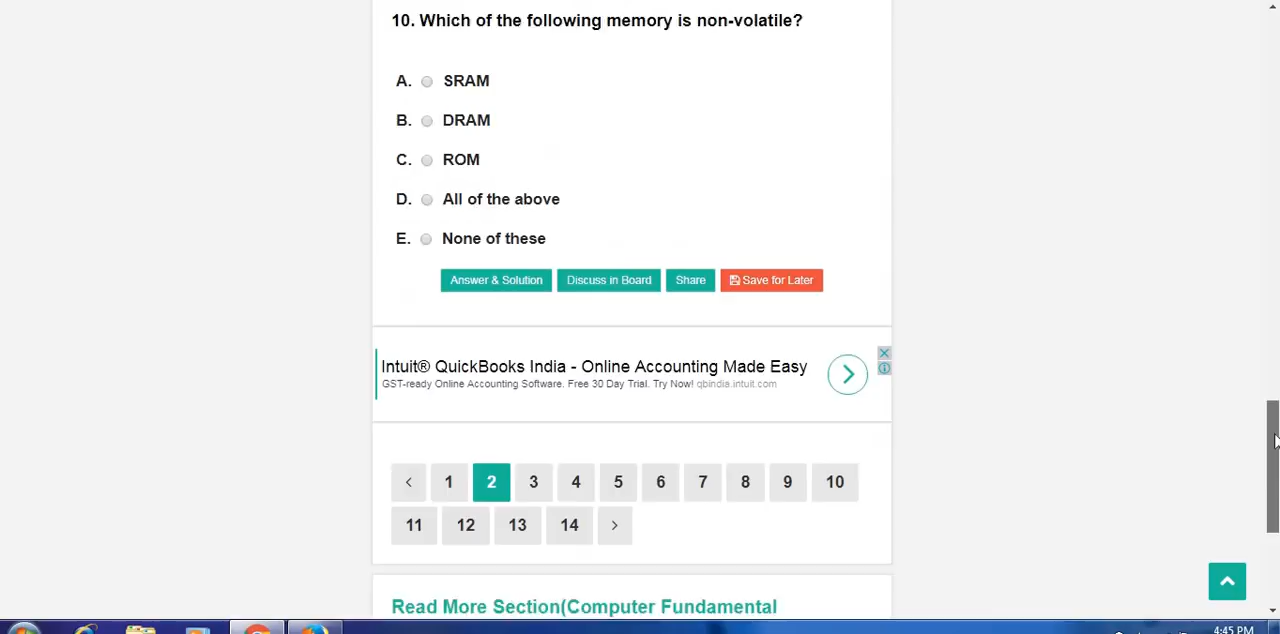 10. Which of the following memory is non-volatile?
A. SRAM
B. DRAM
C. ROM
D. All of the above
E. None of these
Answer & Solution Discuss in Board Share Save for Later
Intuit® QuickBooks India - Online Accounting Made Easy
GST-ready Online Accounting Software. Free 30 Day Trial. Try Now! qbindia.intuit.com
< 1 2 3 4 5 6 7 8 9 10
11 12 13 14 >
Read More Section(Computer Fundamental
4:45 PM